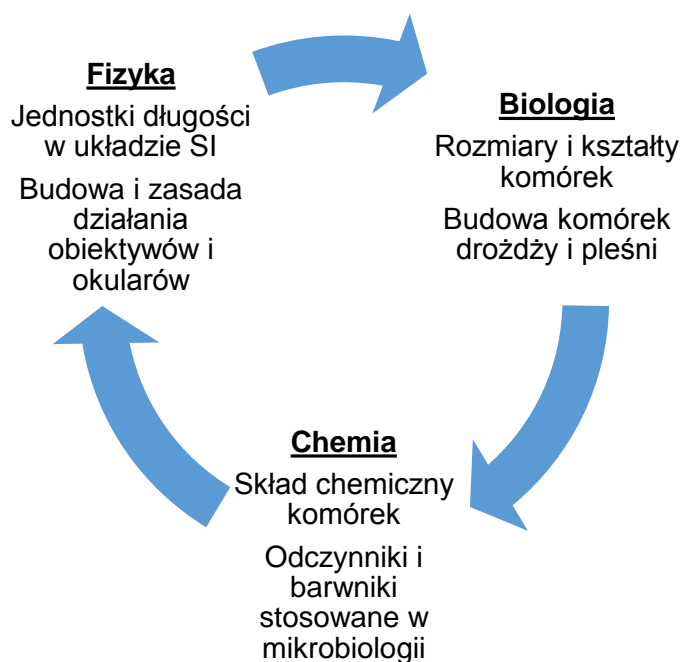 Fizyka
Jednostki długości
w układzie SI
Budowa i zasada
działania
obiektywów i
okularów
Biologia
Rozmiary i kształty
komórek
Budowa komórek
drożdży i pleśni
Chemia
Skład chemiczny
komórek
Odczynniki i
barwniki
stosowane w
mikrobiologii